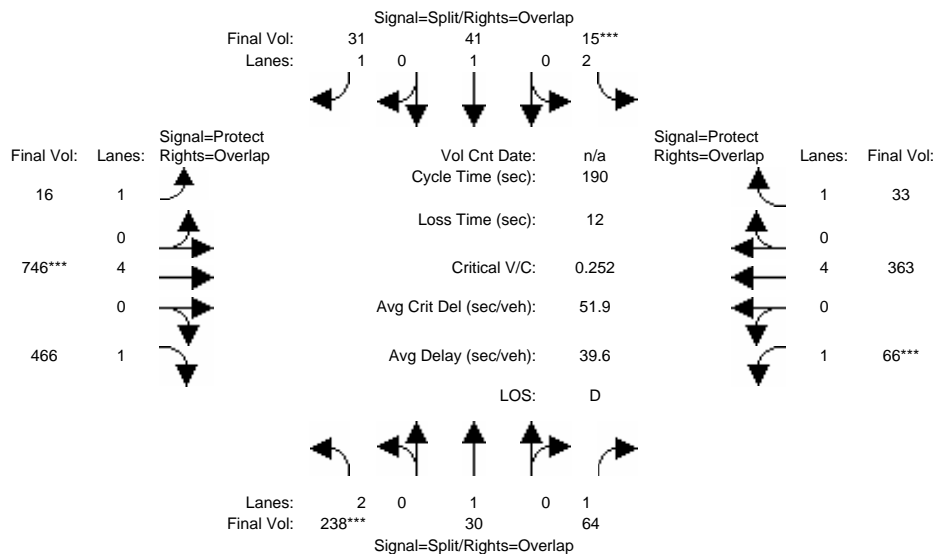 Signal=Split/Rights=Overlap
Final Vol: 31 41 15***
Lanes: 1 0 1 0 2
Signal=Protect Signal=Protect
Final Vol: Lanes: Rights=Overlap Vol Cnt Date: n/a Rights=Overlap Lanes: Final Vol:
Cycle Time (sec): 190
16 1 1 33
Loss Time (sec): 12
0 0
746*** 4 Critical V/C: 0.252 4 363
0 Avg Crit Del (sec/veh): 51.9 0
466 1 Avg Delay (sec/veh): 39.6 1 66***
LOS: D
Lanes: 2 0 1 0 1
Final Vol: 238*** 30 64
Signal=Split/Rights=Overlap